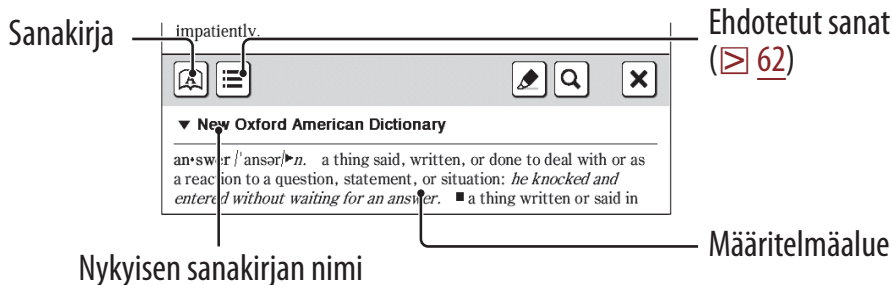 Sanakirja
impatiently.
Ehdotetut sanat
(62)
A
▼ New Oxford American Dictionary
an•swer /ˈansər/▶n. a thing said, written, or done to deal with or as
a reaction to a question, statement, or situation: he knocked and
entered without waiting for an answer. ■ a thing written or said in
Määritelmäalue
Nykyisen sanakirjan nimi